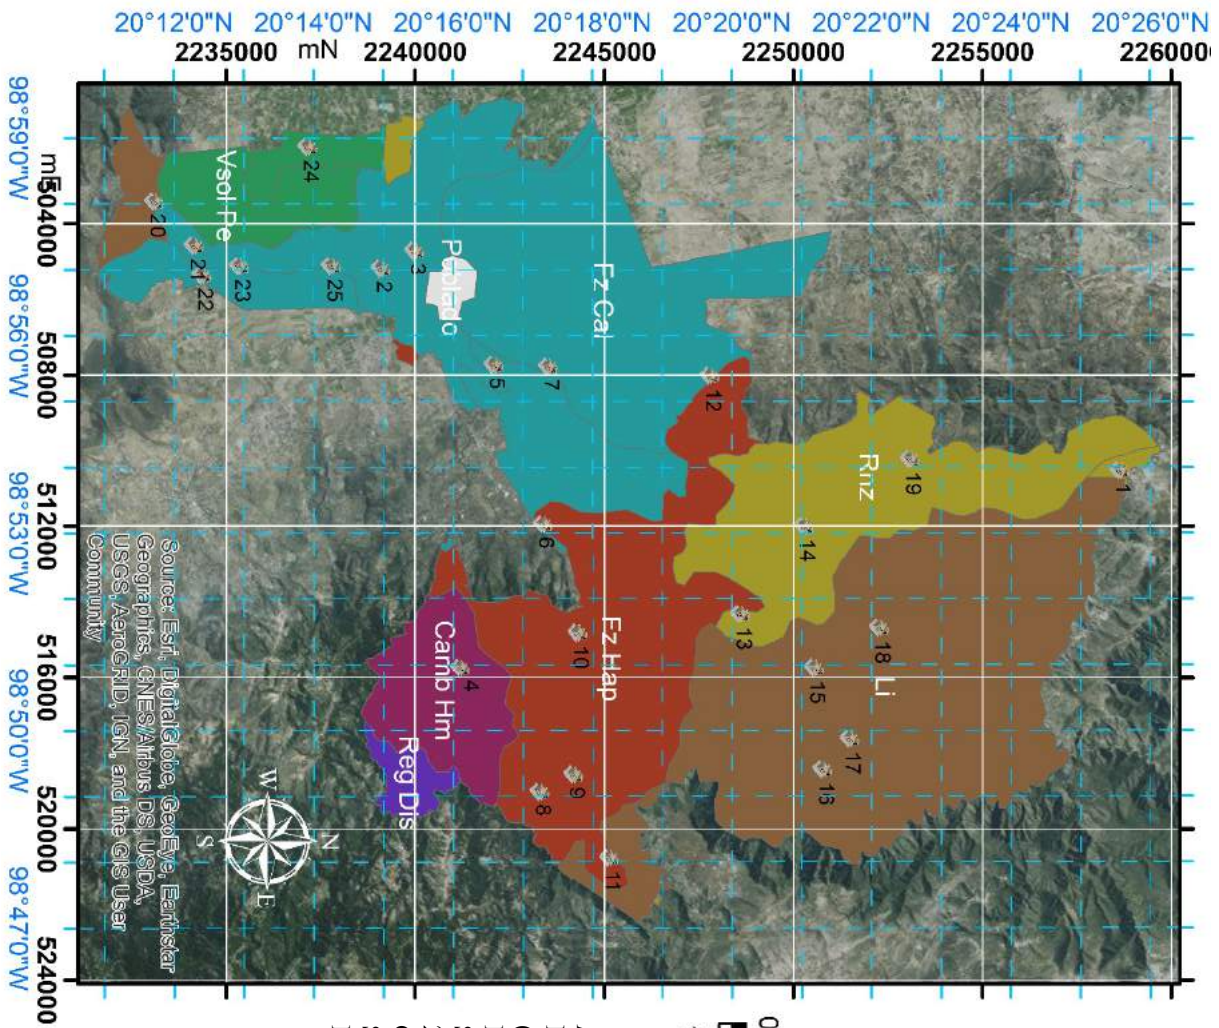 20°12'0"N 20°14'0"N 20°16'0"N 20°18'0"N 20°20'0"N 20°22'0"N 20°24'0"N 20°26'0"N
2235000 mN 2240000 2245000 2250000 2255000 2260000
98°59'0"W
98°56'0"W
98°53'0"W
98°50'0"W
98°47'0"W
504000
508000
512000
516000
520000
524000
Vsol Fe
Fz Cal
Rnz
Fz Hap
Li
Camb Hm
Reg Dis
1
2
3
4
5
6
7
8
9
10
11
12
13
14
15
16
17
18
19
20
21
22
23
24
25
N
E
S
W
Source: Esri, DigitalGlobe, GeoEye, Earthstar
Geographics, CNES/Airbus DS, USDA,
USGS, AeroGRID, IGN, and the GIS User
Community